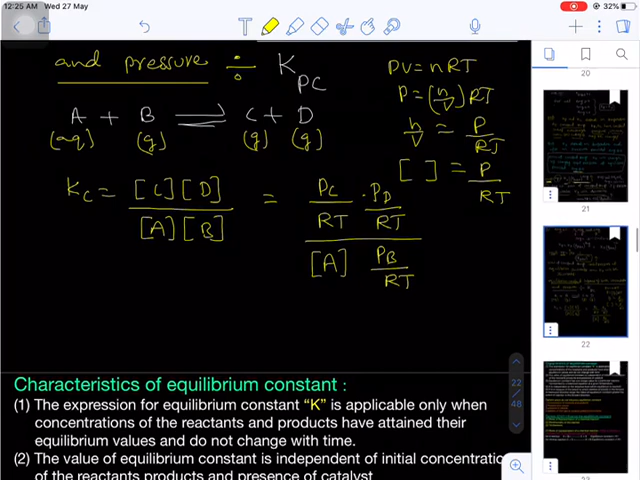 12:25 AM Wed 27 May
32%
and pressure ÷ K_PC
PV = nRT
P = (n/V) RT
n/V = P/RT
[ ] = P/RT
A + B ⇌ C + D
(aq) (g) (g) (g)
Kc = [C][D] / [A][B] = (P_C/RT · P_D/RT) / ([A] P_B/RT)
Characteristics of equilibrium constant :
(1) The expression for equilibrium constant “K” is applicable only when
concentrations of the reactants and products have attained their
equilibrium values and do not change with time.
(2) The value of equilibrium constant is independent of initial concentratio
of the reactants products and presence of catalyst
20
21
22
22
48